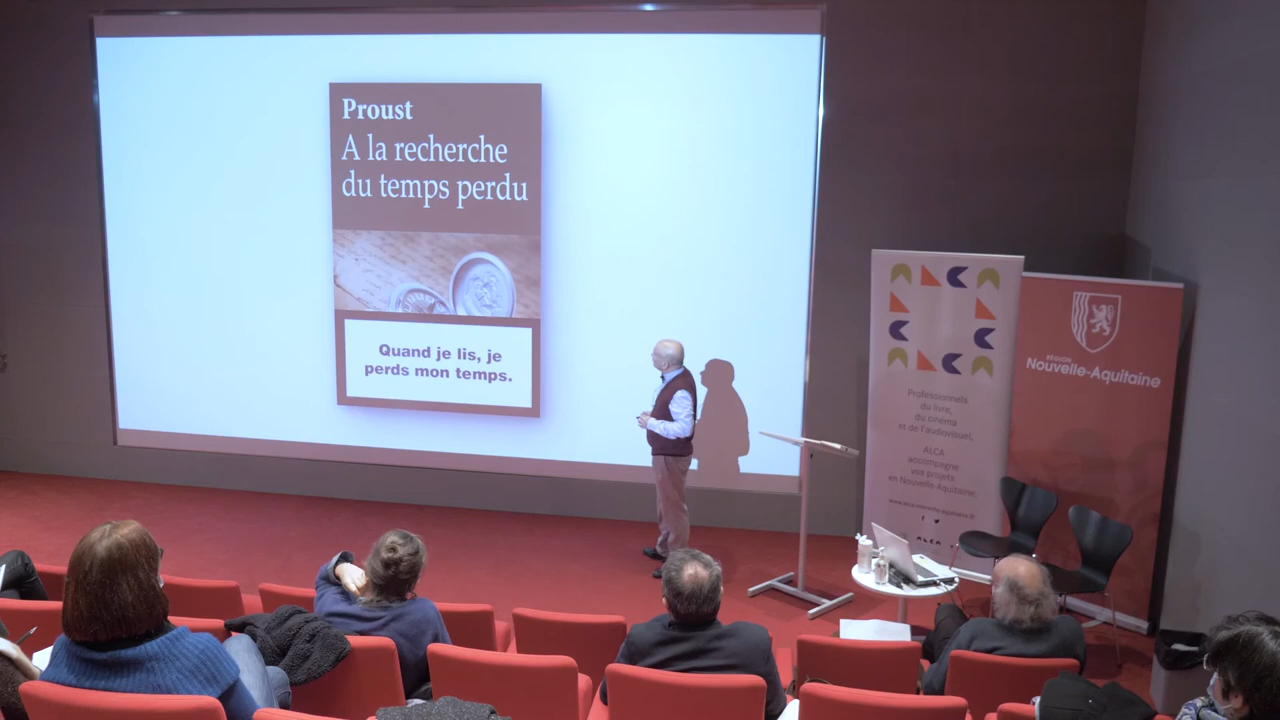 Proust
A la recherche
du temps perdu
Quand je lis, je
perds mon temps.
Professionnels
du livre,
du cinéma
et de l'audiovisuel,
ALCA
accompagne
vos projets
en Nouvelle-Aquitaine.
RÉGION
Nouvelle-Aquitaine